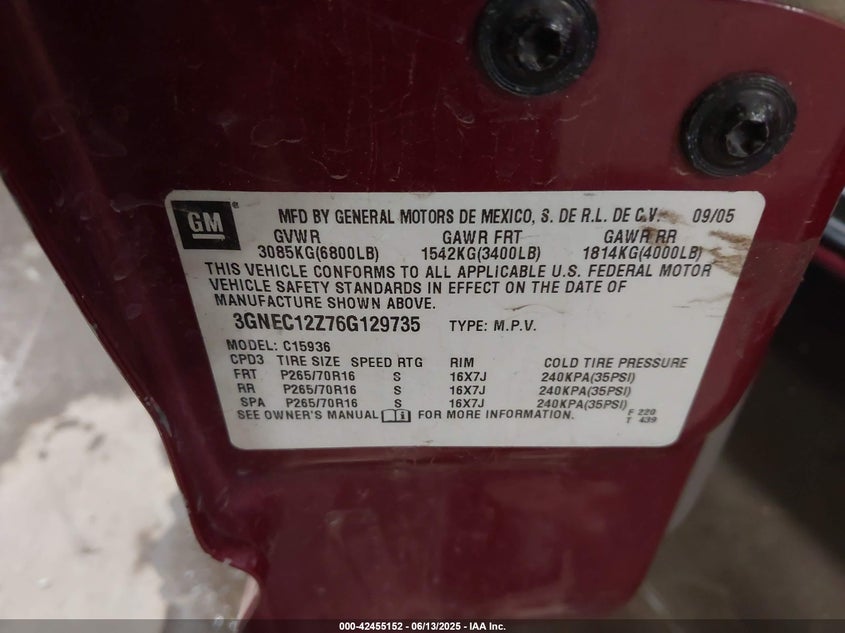 GM
MFD BY GENERAL MOTORS DE MEXICO, S. DE R.L. DE C.V. 09/05
GVWR GAWR FRT GAWR RR
3085KG(6800LB) 1542KG(3400LB) 1814KG(4000LB)
THIS VEHICLE CONFORMS TO ALL APPLICABLE U.S. FEDERAL MOTOR
VEHICLE SAFETY STANDARDS IN EFFECT ON THE DATE OF
MANUFACTURE SHOWN ABOVE.
3GNEC12Z76G129735 TYPE: M.P.V.
MODEL: C15936
CPD3 TIRE SIZE SPEED RTG RIM COLD TIRE PRESSURE
FRT P265/70R16 S 16X7J 240KPA(35PSI)
RR P265/70R16 S 16X7J 240KPA(35PSI)
SPA P265/70R16 S 16X7J 240KPA(35PSI)
SEE OWNER'S MANUAL FOR MORE INFORMATION. F 220
T 439
000-42455152 - 06/13/2025 - IAA Inc.